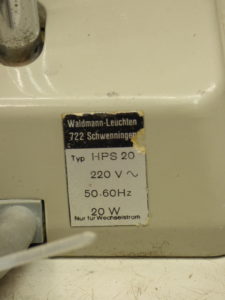 Waldmann-Leuchten
722 Schwenningen
Typ HPS 20
220 V ~
50-60Hz
20 W
Nur für Wechselstrom